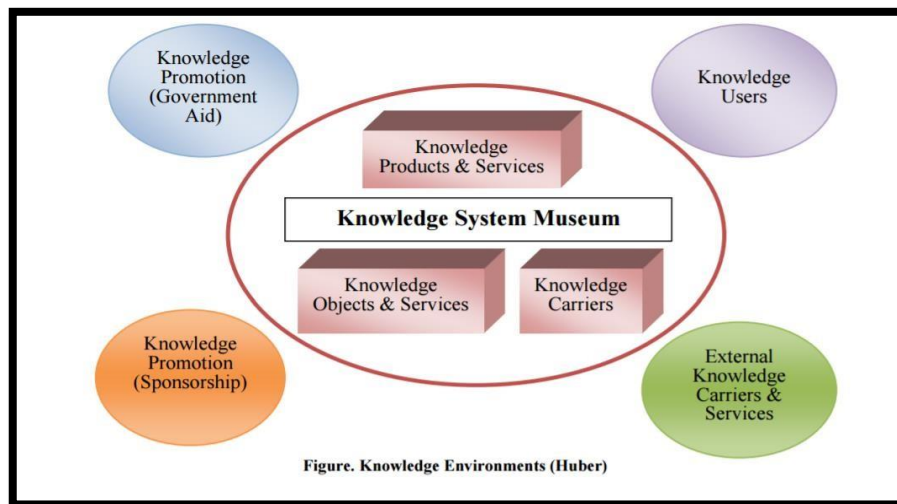 Knowledge
Promotion
(Government
Aid)
Knowledge
Users
Knowledge
Products & Services
Knowledge System Museum
Knowledge
Objects & Services
Knowledge
Carriers
Knowledge
Promotion
(Sponsorship)
External
Knowledge
Carriers &
Services
Figure. Knowledge Environments (Huber)